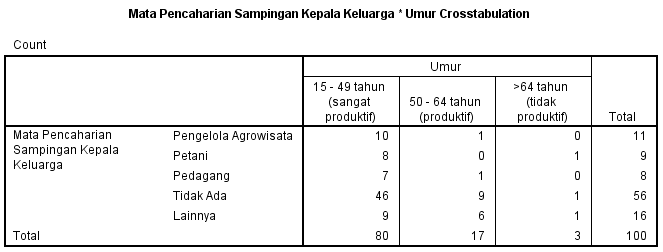 Mata Pencaharian Sampingan Kepala Keluarga * Umur Crosstabulation
Count
Umur
15 - 49 tahun (sangat produktif) 50 - 64 tahun (produktif) >64 tahun (tidak produktif) Total
Mata Pencaharian Sampingan Kepala Keluarga Pengelola Agrowisata 10 1 0 11
Petani 8 0 1 9
Pedagang 7 1 0 8
Tidak Ada 46 9 1 56
Lainnya 9 6 1 16
Total 80 17 3 100